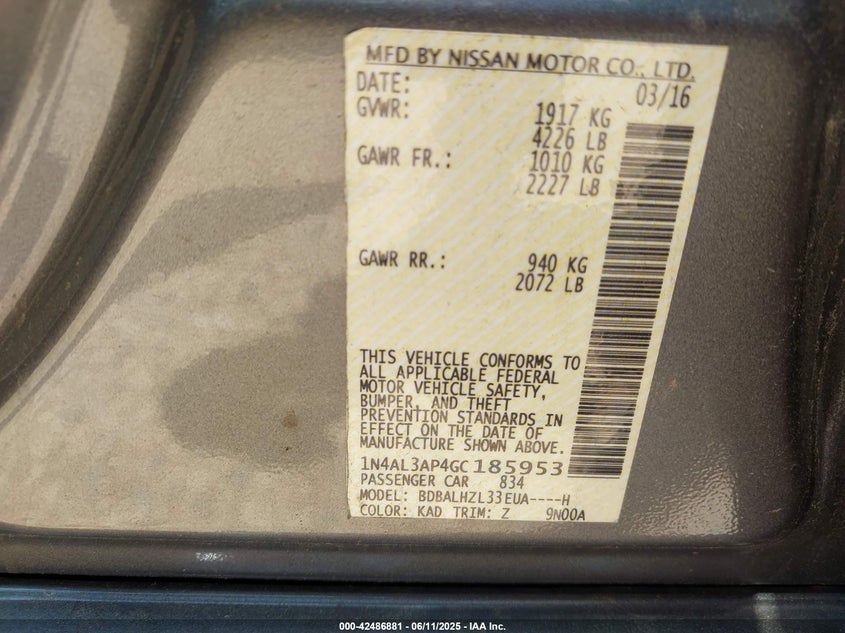 MFD BY NISSAN MOTOR CO., LTD.
DATE: 03/16
GVWR: 1917 KG
4226 LB
GAWR FR.: 1010 KG
2227 LB
GAWR RR.: 940 KG
2072 LB
THIS VEHICLE CONFORMS TO
ALL APPLICABLE FEDERAL
MOTOR VEHICLE SAFETY,
BUMPER, AND THEFT
PREVENTION STANDARDS IN
EFFECT ON THE DATE OF
MANUFACTURE SHOWN ABOVE.
1N4AL3AP4GC185953
PASSENGER CAR 834
MODEL: BDBALHZL33EUA----H
COLOR: KAD TRIM: Z 9N00A
000-42486881 - 06/11/2025 - IAA Inc.